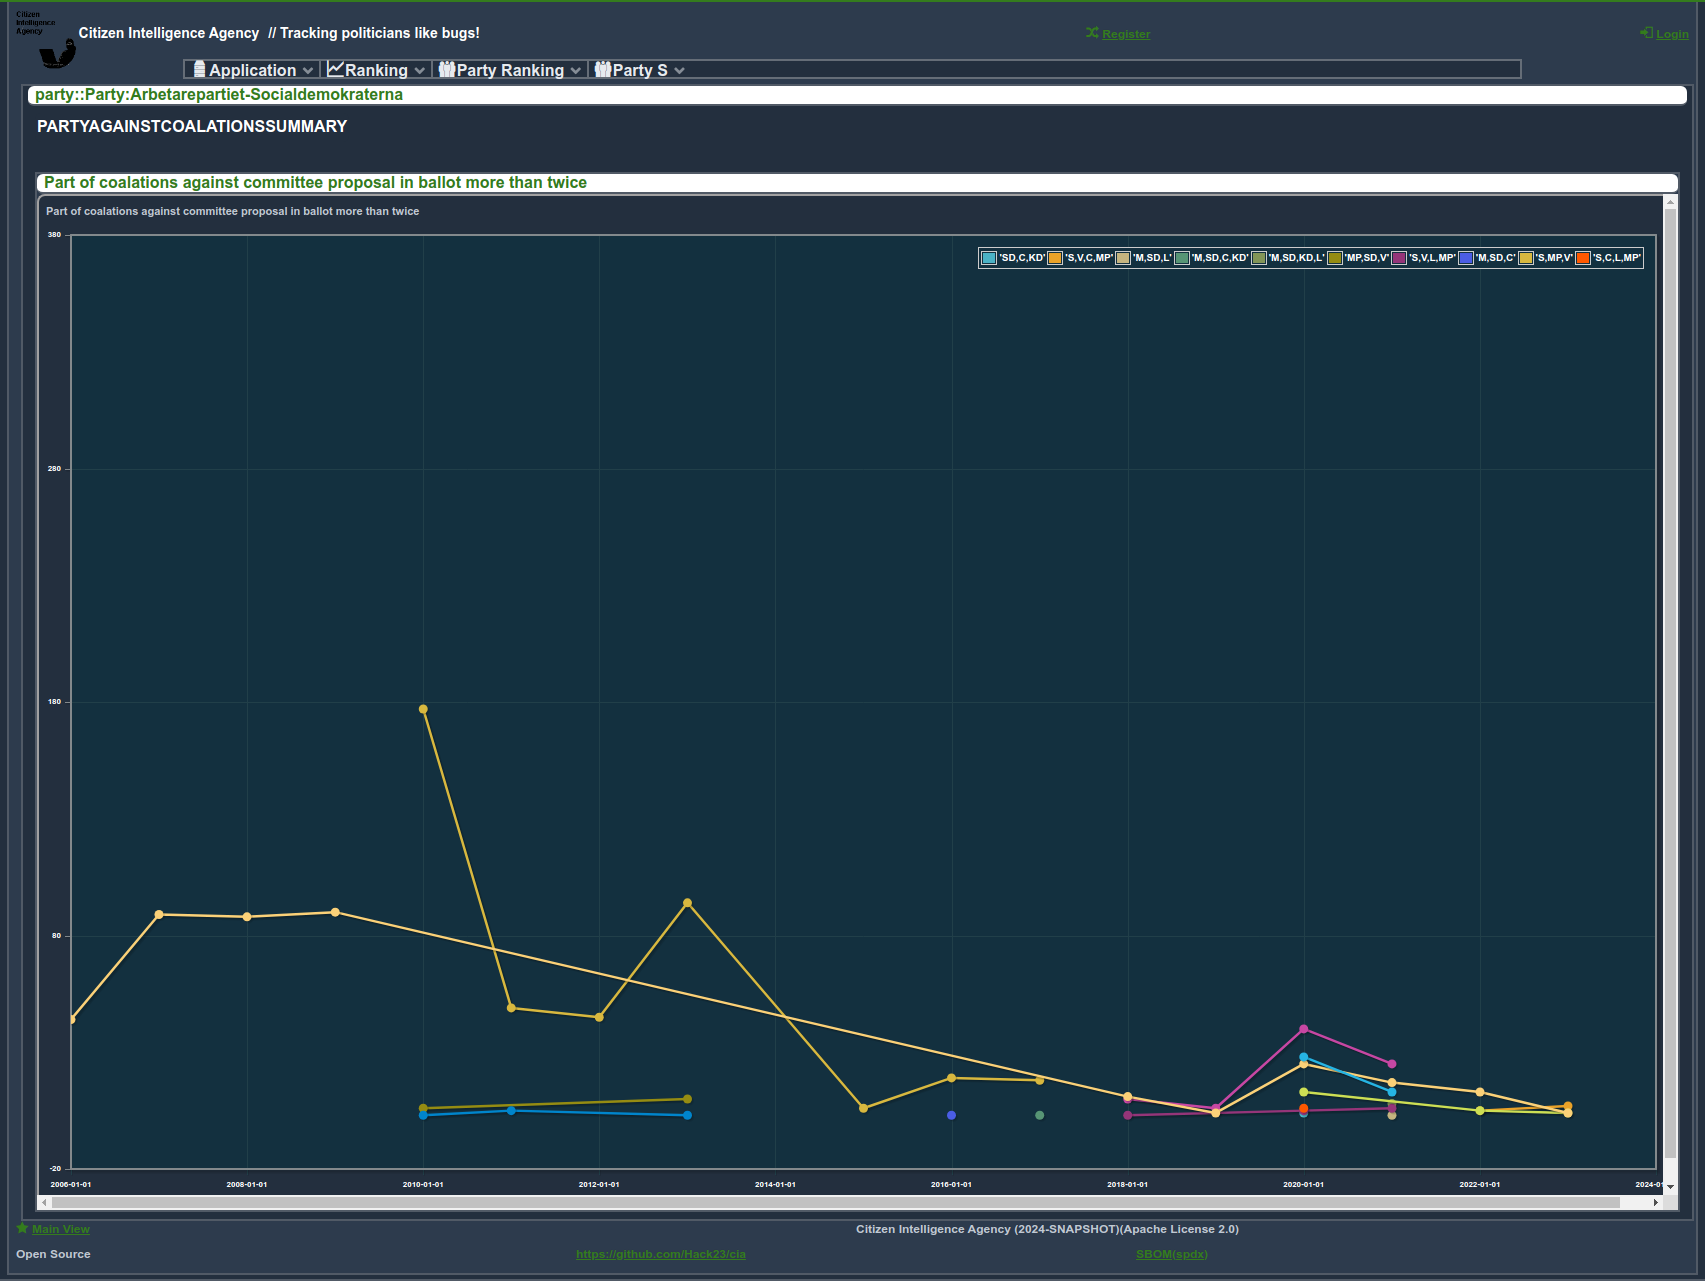 Citizen
Intelligence
Agency
Citizen Intelligence Agency // Tracking politicians like bugs!
Register
Login
Application
Ranking
Party Ranking
Party S
party::Party:Arbetarepartiet-Socialdemokraterna
PARTYAGAINSTCOALATIONSSUMMARY
Part of coalations against committee proposal in ballot more than twice
Part of coalations against committee proposal in ballot more than twice
380
'SD,C,KD' 'S,V,C,MP' 'M,SD,L' 'M,SD,C,KD' 'M,SD,KD,L' 'MP,SD,V' 'S,V,L,MP' 'M,SD,C' 'S,MP,V' 'S,C,L,MP'
280
180
80
-20
2006-01-01 2008-01-01 2010-01-01 2012-01-01 2014-01-01 2016-01-01 2018-01-01 2020-01-01 2022-01-01 2024-01
Main View
Citizen Intelligence Agency (2024-SNAPSHOT)(Apache License 2.0)
Open Source
https://github.com/Hack23/cia
SBOM(spdx)